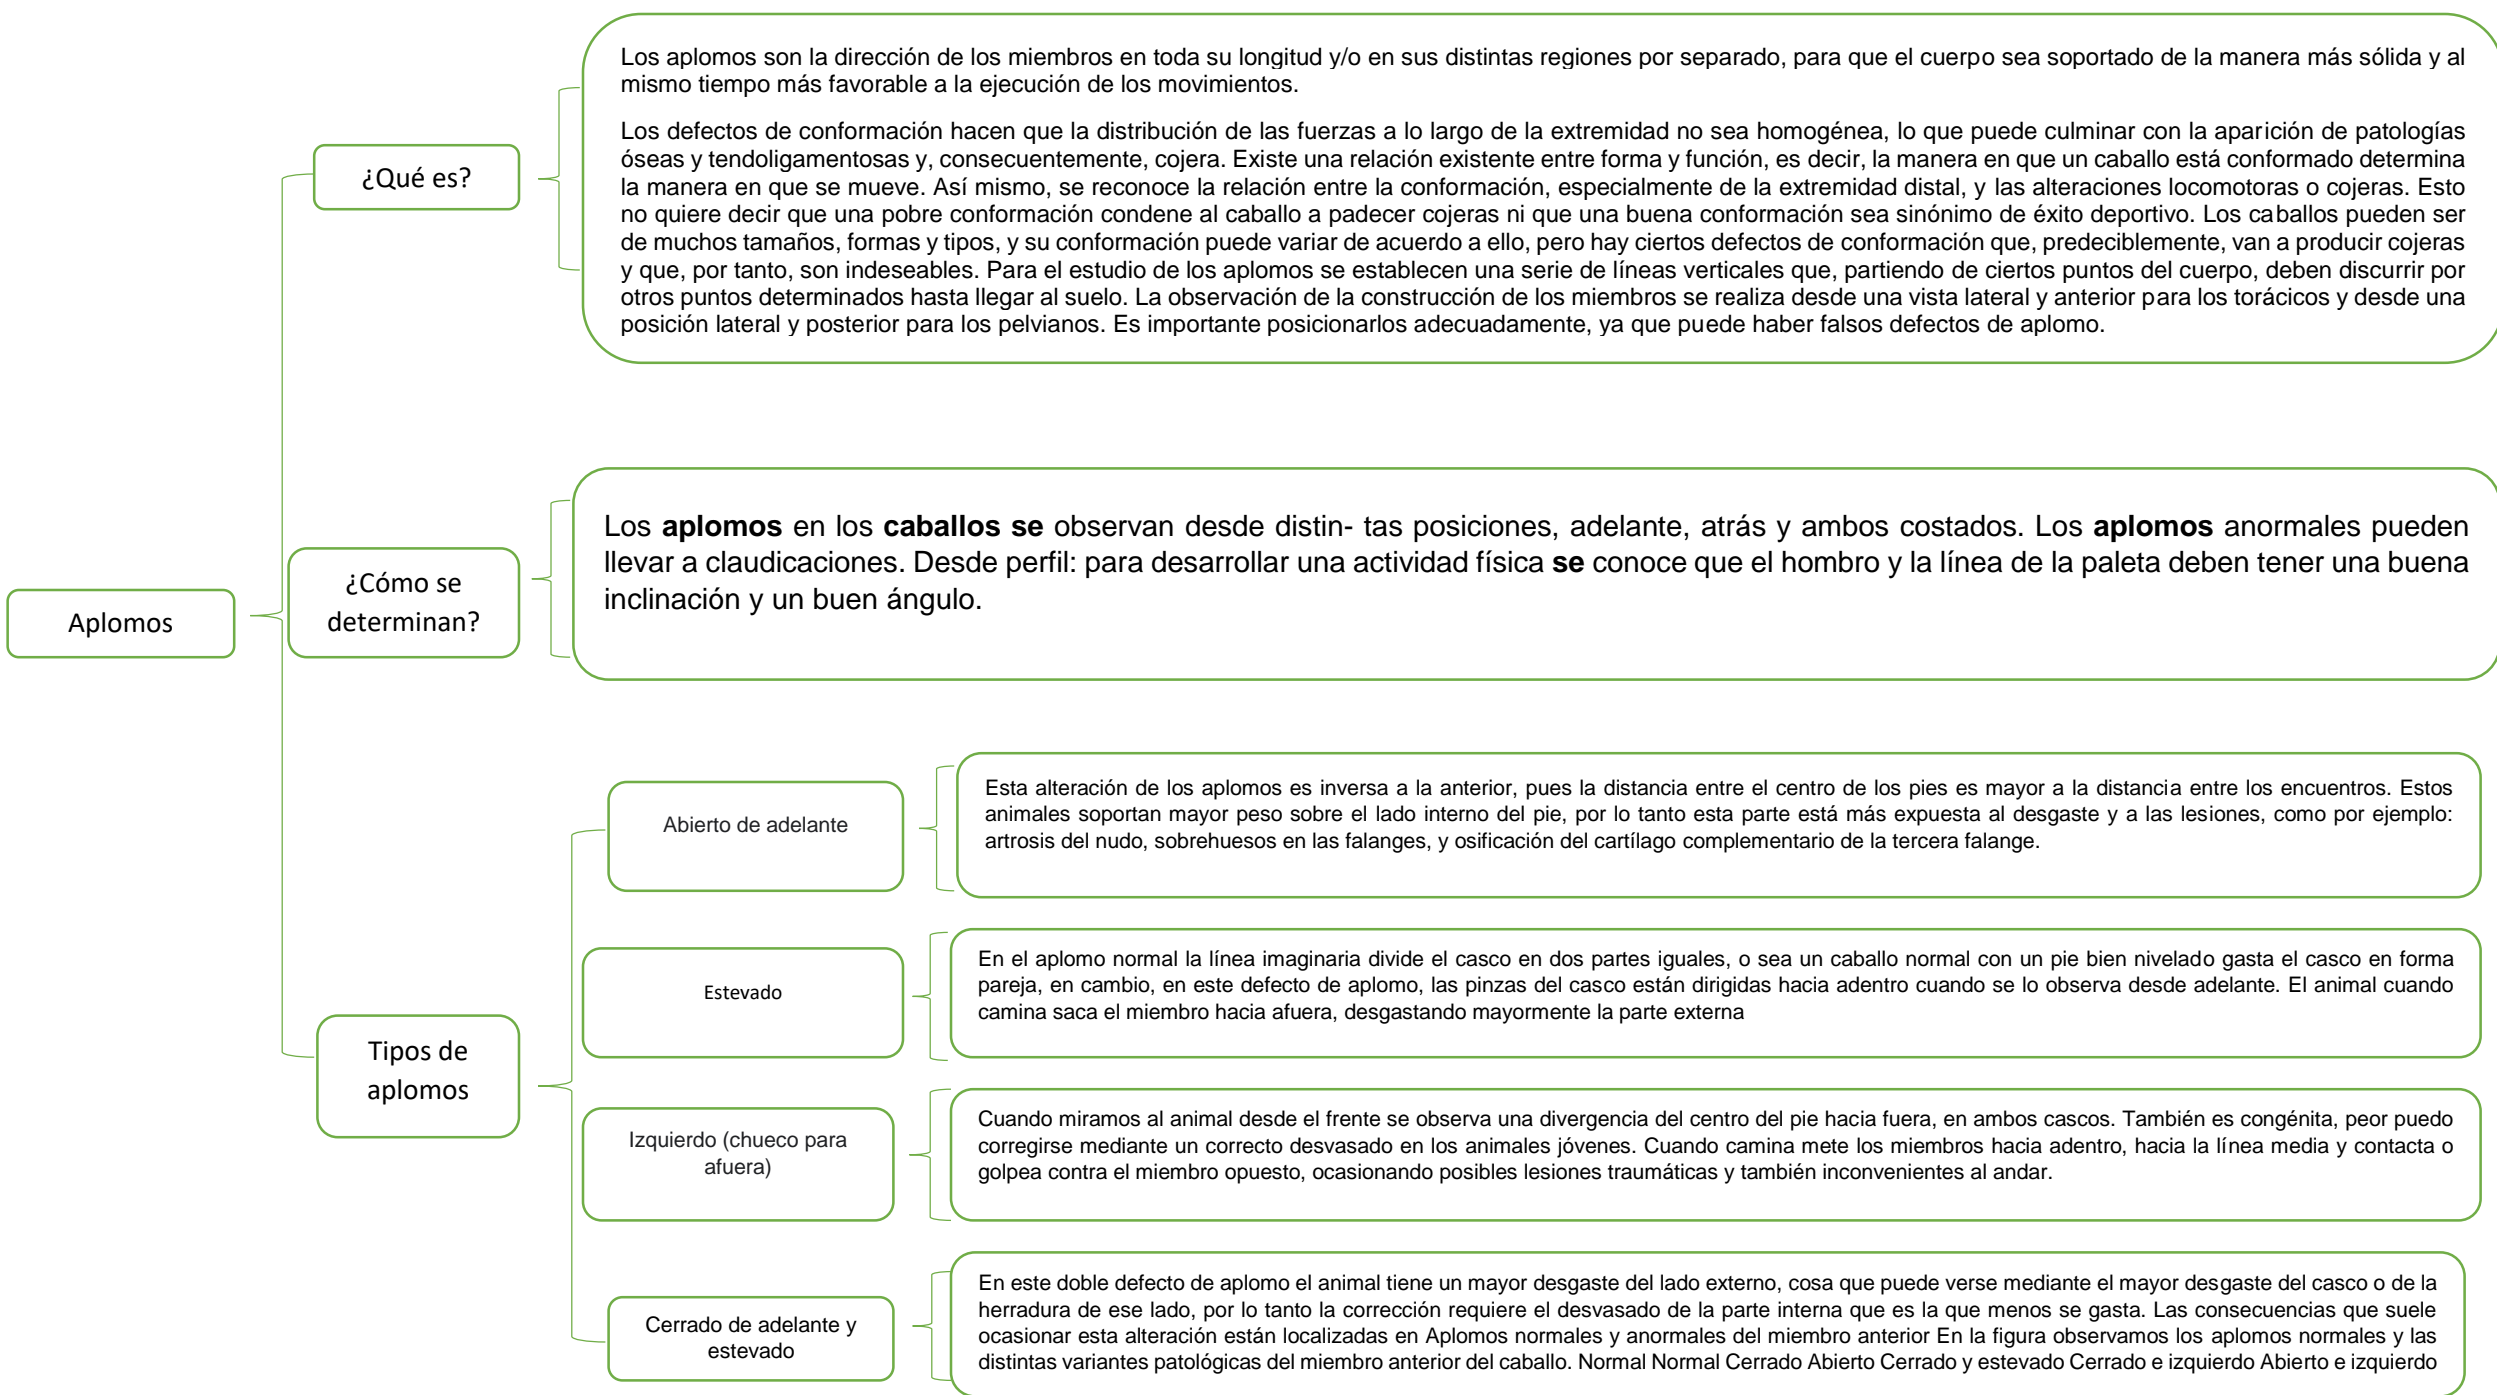 Aplomos
¿Qué es?
Los aplomos son la dirección de los miembros en toda su longitud y/o en sus distintas regiones por separado, para que el cuerpo sea soportado de la manera más sólida y al
mismo tiempo más favorable a la ejecución de los movimientos.
Los defectos de conformación hacen que la distribución de las fuerzas a lo largo de la extremidad no sea homogénea, lo que puede culminar con la aparición de patologías
óseas y tendoligamentosas y, consecuentemente, cojera. Existe una relación existente entre forma y función, es decir, la manera en que un caballo está conformado determina
la manera en que se mueve. Así mismo, se reconoce la relación entre la conformación, especialmente de la extremidad distal, y las alteraciones locomotoras o cojeras. Esto
no quiere decir que una pobre conformación condene al caballo a padecer cojeras ni que una buena conformación sea sinónimo de éxito deportivo. Los caballos pueden ser
de muchos tamaños, formas y tipos, y su conformación puede variar de acuerdo a ello, pero hay ciertos defectos de conformación que, predeciblemente, van a producir cojeras
y que, por tanto, son indeseables. Para el estudio de los aplomos se establecen una serie de líneas verticales que, partiendo de ciertos puntos del cuerpo, deben discurrir por
otros puntos determinados hasta llegar al suelo. La observación de la construcción de los miembros se realiza desde una vista lateral y anterior para los torácicos y desde una
posición lateral y posterior para los pelvianos. Es importante posicionarlos adecuadamente, ya que puede haber falsos defectos de aplomo.
¿Cómo se
determinan?
Los aplomos en los caballos se observan desde distin- tas posiciones, adelante, atrás y ambos costados. Los aplomos anormales pueden
llevar a claudicaciones. Desde perfil: para desarrollar una actividad física se conoce que el hombro y la línea de la paleta deben tener una buena
inclinación y un buen ángulo.
Tipos de
aplomos
Abierto de adelante
Esta alteración de los aplomos es inversa a la anterior, pues la distancia entre el centro de los pies es mayor a la distancia entre los encuentros. Estos
animales soportan mayor peso sobre el lado interno del pie, por lo tanto esta parte está más expuesta al desgaste y a las lesiones, como por ejemplo:
artrosis del nudo, sobrehuesos en las falanges, y osificación del cartílago complementario de la tercera falange.
Estevado
En el aplomo normal la línea imaginaria divide el casco en dos partes iguales, o sea un caballo normal con un pie bien nivelado gasta el casco en forma
pareja, en cambio, en este defecto de aplomo, las pinzas del casco están dirigidas hacia adentro cuando se lo observa desde adelante. El animal cuando
camina saca el miembro hacia afuera, desgastando mayormente la parte externa
Izquierdo (chueco para
afuera)
Cuando miramos al animal desde el frente se observa una divergencia del centro del pie hacia fuera, en ambos cascos. También es congénita, peor puedo
corregirse mediante un correcto desvasado en los animales jóvenes. Cuando camina mete los miembros hacia adentro, hacia la línea media y contacta o
golpea contra el miembro opuesto, ocasionando posibles lesiones traumáticas y también inconvenientes al andar.
Cerrado de adelante y
estevado
En este doble defecto de aplomo el animal tiene un mayor desgaste del lado externo, cosa que puede verse mediante el mayor desgaste del casco o de la
herradura de ese lado, por lo tanto la corrección requiere el desvasado de la parte interna que es la que menos se gasta. Las consecuencias que suele
ocasionar esta alteración están localizadas en Aplomos normales y anormales del miembro anterior En la figura observamos los aplomos normales y las
distintas variantes patológicas del miembro anterior del caballo. Normal Normal Cerrado Abierto Cerrado y estevado Cerrado e izquierdo Abierto e izquierdo